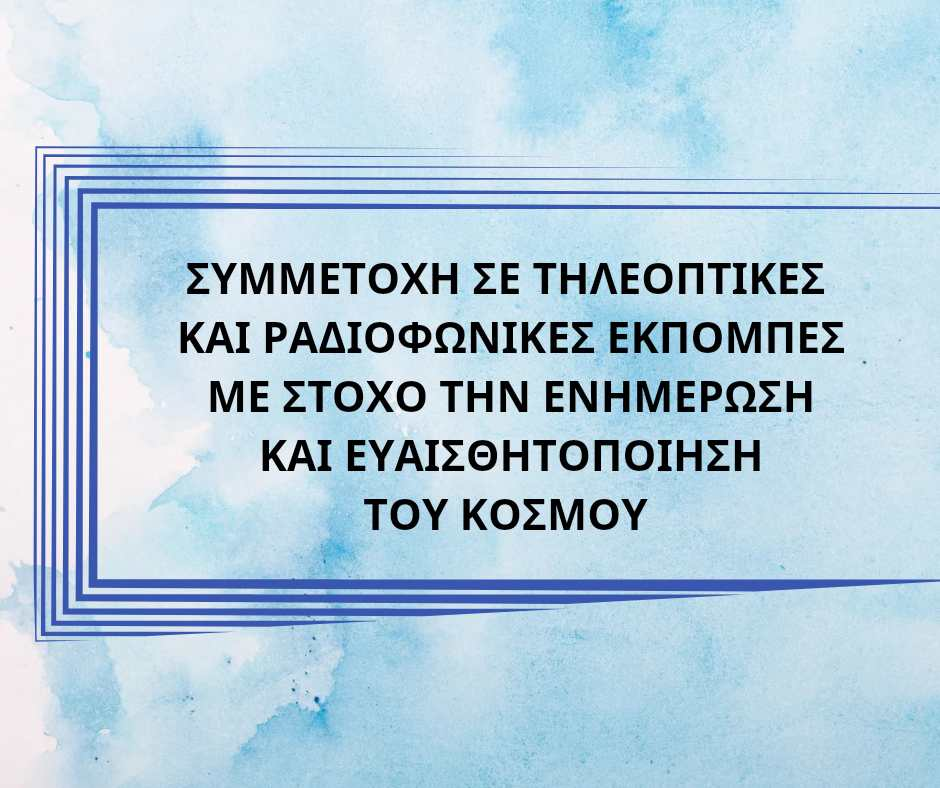 ΣΥΜΜΕΤΟΧΗ ΣΕ ΤΗΛΕΟΠΤΙΚΕΣ
ΚΑΙ ΡΑΔΙΟΦΩΝΙΚΕΣ ΕΚΠΟΜΠΕΣ
ΜΕ ΣΤΟΧΟ ΤΗΝ ΕΝΗΜΕΡΩΣΗ
ΚΑΙ ΕΥΑΙΣΘΗΤΟΠΟΙΗΣΗ
ΤΟΥ ΚΟΣΜΟΥ